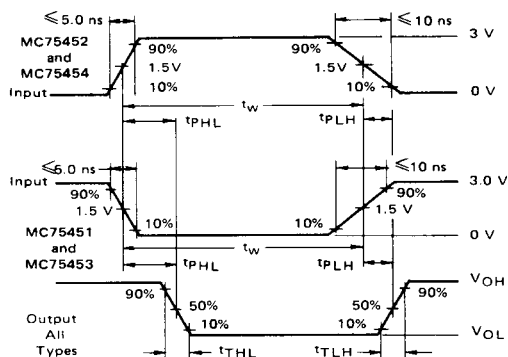 ≤ 5.0 ns
≤ 10 ns
MC75452
and
MC75454
Input
90%
1.5 V
10%
90%
1.5 V
10%
3 V
0 V
tw
tPHL
tPLH
≤ 5.0 ns
≤ 10 ns
Input
90%
1.5 V
10%
90%
1.5 V
10%
3.0 V
0 V
MC75451
and
MC75453
tw
tPHL
tPLH
Output
All
Types
90%
50%
10%
50%
10%
90%
VOH
VOL
tTHL
tTLH